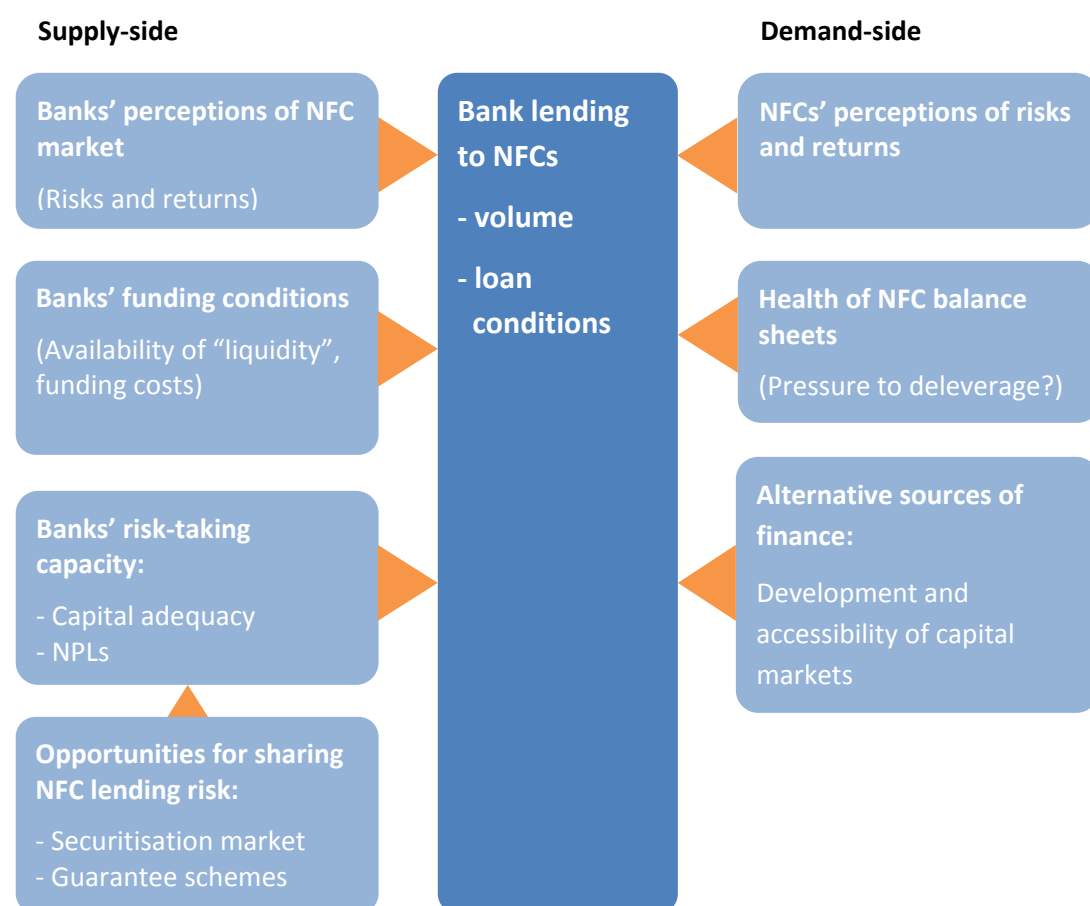 Supply-side
Banks’ perceptions of NFC
market
(Risks and returns)
Banks’ funding conditions
(Availability of “liquidity”,
funding costs)
Banks’ risk-taking
capacity:
- Capital adequacy
- NPLs
Opportunities for sharing
NFC lending risk:
- Securitisation market
- Guarantee schemes
Bank lending
to NFCs
- volume
- loan
conditions
Demand-side
NFCs’ perceptions of risks
and returns
Health of NFC balance
sheets
(Pressure to deleverage?)
Alternative sources of
finance:
Development and
accessibility of capital
markets